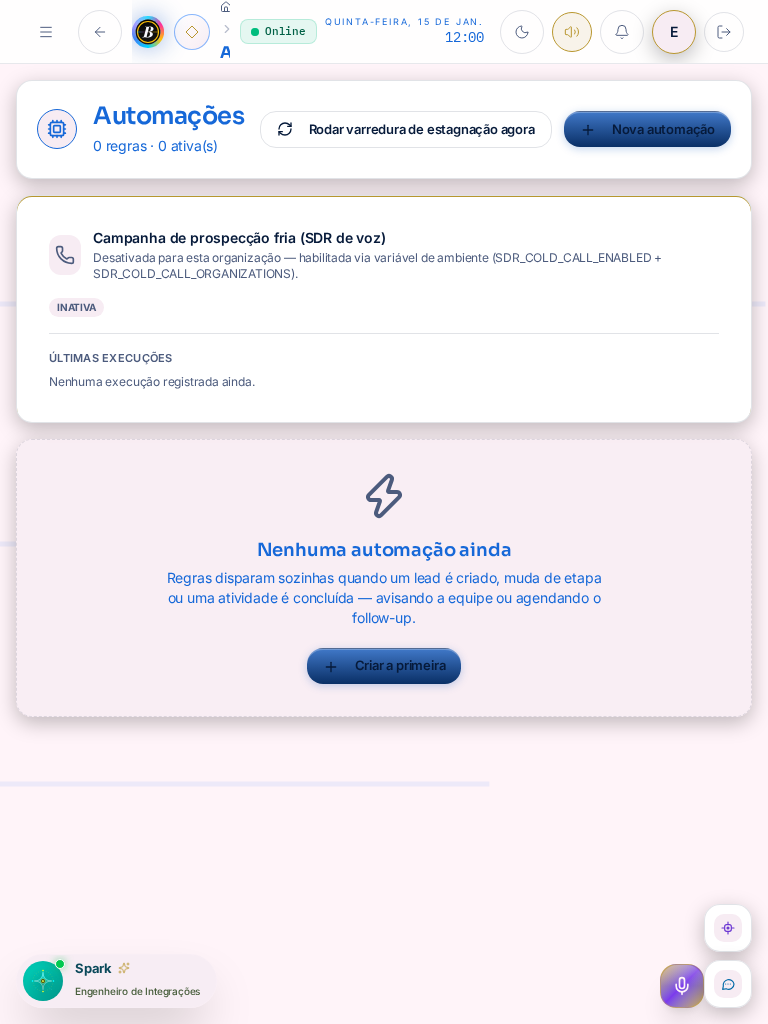 B
A
Online
QUINTA-FEIRA, 15 DE JAN.
12:00
E
Automações
0 regras · 0 ativa(s)
Rodar varredura de estagnação agora
Nova automação
Campanha de prospecção fria (SDR de voz)
Desativada para esta organização — habilitada via variável de ambiente (SDR_COLD_CALL_ENABLED +
SDR_COLD_CALL_ORGANIZATIONS).
INATIVA
ÚLTIMAS EXECUÇÕES
Nenhuma execução registrada ainda.
Nenhuma automação ainda
Regras disparam sozinhas quando um lead é criado, muda de etapa
ou uma atividade é concluída — avisando a equipe ou agendando o
follow-up.
Criar a primeira
Spark
Engenheiro de Integrações